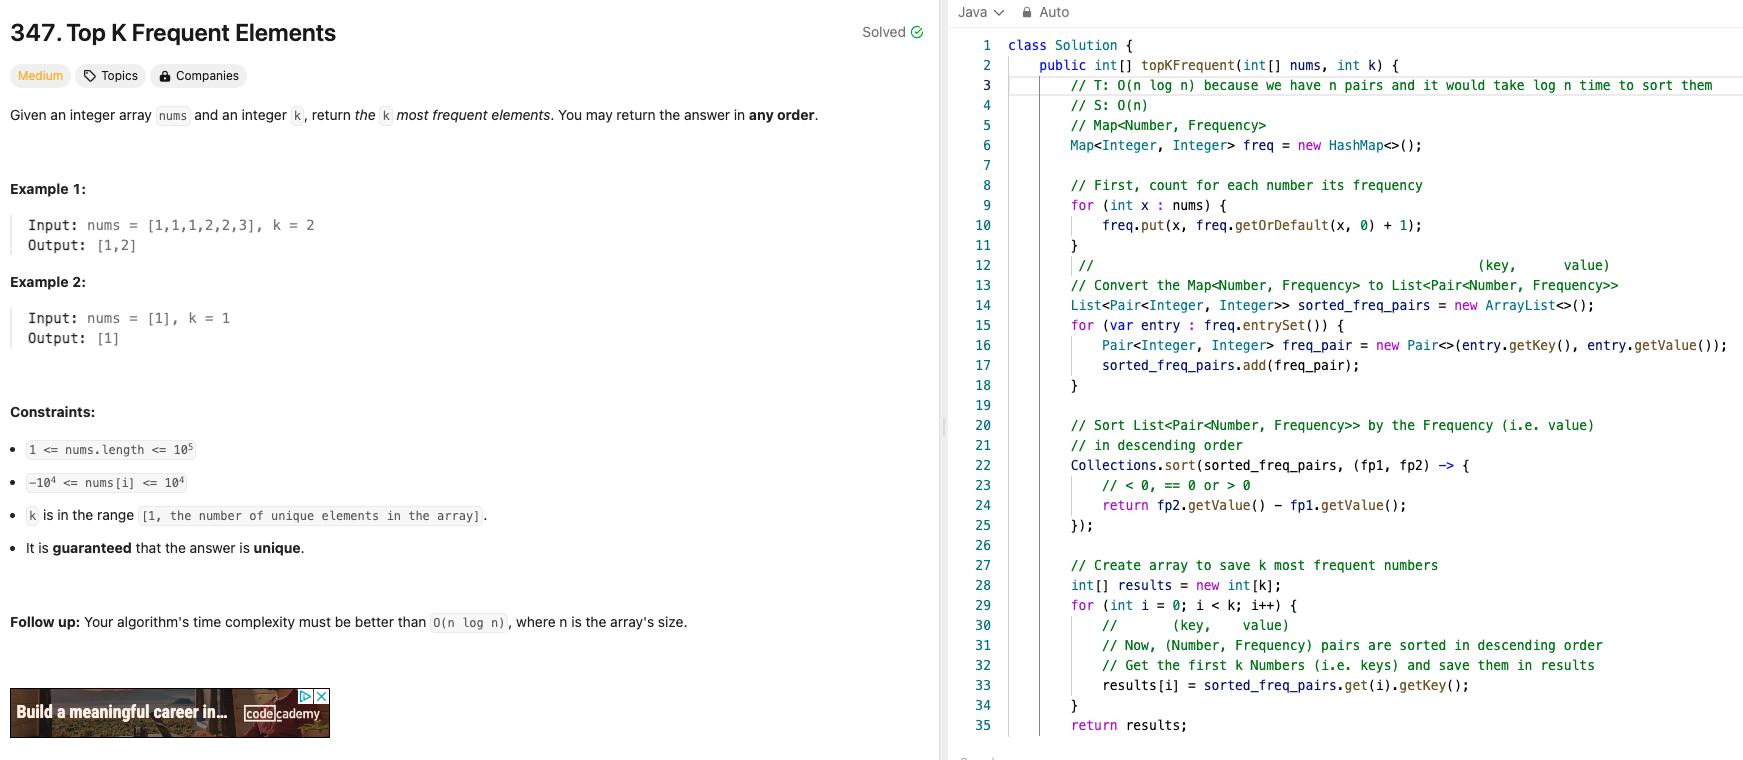 347. Top K Frequent Elements
Solved
Medium Topics Companies
Given an integer array nums and an integer k, return the k most frequent elements. You may return the answer in any order.
Example 1:
Input: nums = [1,1,1,2,2,3], k = 2
Output: [1,2]
Example 2:
Input: nums = [1], k = 1
Output: [1]
Constraints:
• 1 <= nums.length <= 10⁵
• -10⁴ <= nums[i] <= 10⁴
• k is in the range [1, the number of unique elements in the array].
• It is guaranteed that the answer is unique.
Follow up: Your algorithm's time complexity must be better than O(n log n), where n is the array's size.
Build a meaningful career in... codecademy
Java Auto
1 class Solution {
2 public int[] topKFrequent(int[] nums, int k) {
3 // T: O(n log n) because we have n pairs and it would take log n time to sort them
4 // S: O(n)
5 // Map<Number, Frequency>
6 Map<Integer, Integer> freq = new HashMap<>();
7
8 // First, count for each number its frequency
9 for (int x : nums) {
10 freq.put(x, freq.getOrDefault(x, 0) + 1);
11 }
12 // (key, value)
13 // Convert the Map<Number, Frequency> to List<Pair<Number, Frequency>>
14 List<Pair<Integer, Integer>> sorted_freq_pairs = new ArrayList<>();
15 for (var entry : freq.entrySet()) {
16 Pair<Integer, Integer> freq_pair = new Pair<>(entry.getKey(), entry.getValue());
17 sorted_freq_pairs.add(freq_pair);
18 }
19
20 // Sort List<Pair<Number, Frequency>> by the Frequency (i.e. value)
21 // in descending order
22 Collections.sort(sorted_freq_pairs, (fp1, fp2) -> {
23 // < 0, == 0 or > 0
24 return fp2.getValue() - fp1.getValue();
25 });
26
27 // Create array to save k most frequent numbers
28 int[] results = new int[k];
29 for (int i = 0; i < k; i++) {
30 // (key, value)
31 // Now, (Number, Frequency) pairs are sorted in descending order
32 // Get the first k Numbers (i.e. keys) and save them in results
33 results[i] = sorted_freq_pairs.get(i).getKey();
34 }
35 return results;